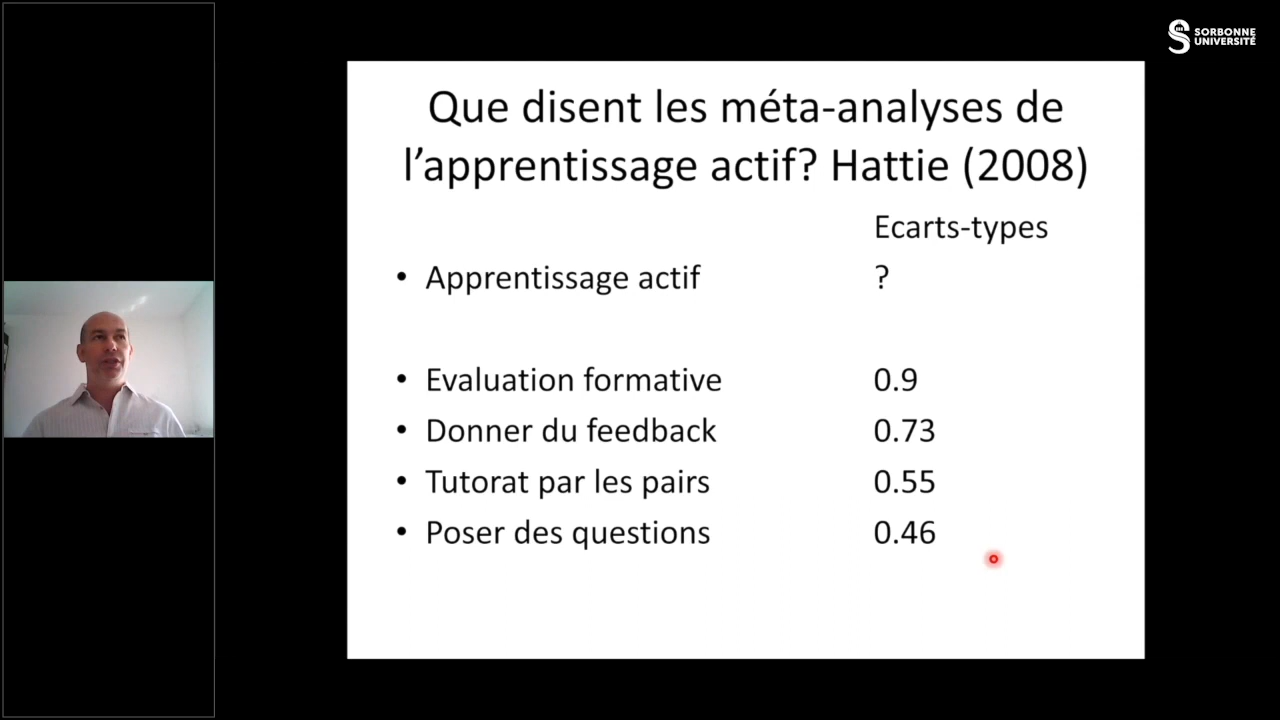 SORBONNE
UNIVERSITÉ
Que disent les méta-analyses de
l’apprentissage actif? Hattie (2008)
Ecarts-types
• Apprentissage actif ?
• Evaluation formative 0.9
• Donner du feedback 0.73
• Tutorat par les pairs 0.55
• Poser des questions 0.46